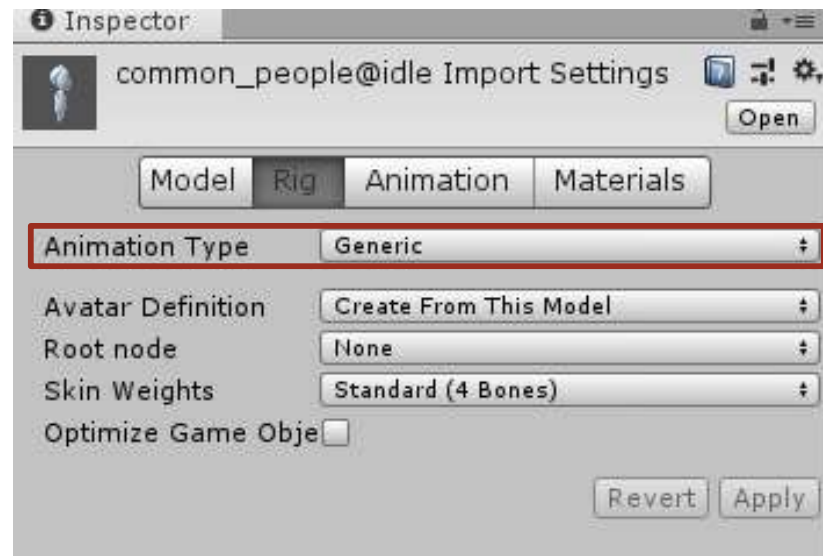 Inspector
common_people@idle Import Settings
Open
Model Rig Animation Materials
Animation Type Generic
Avatar Definition Create From This Model
Root node None
Skin Weights Standard (4 Bones)
Optimize Game Obje
Revert Apply